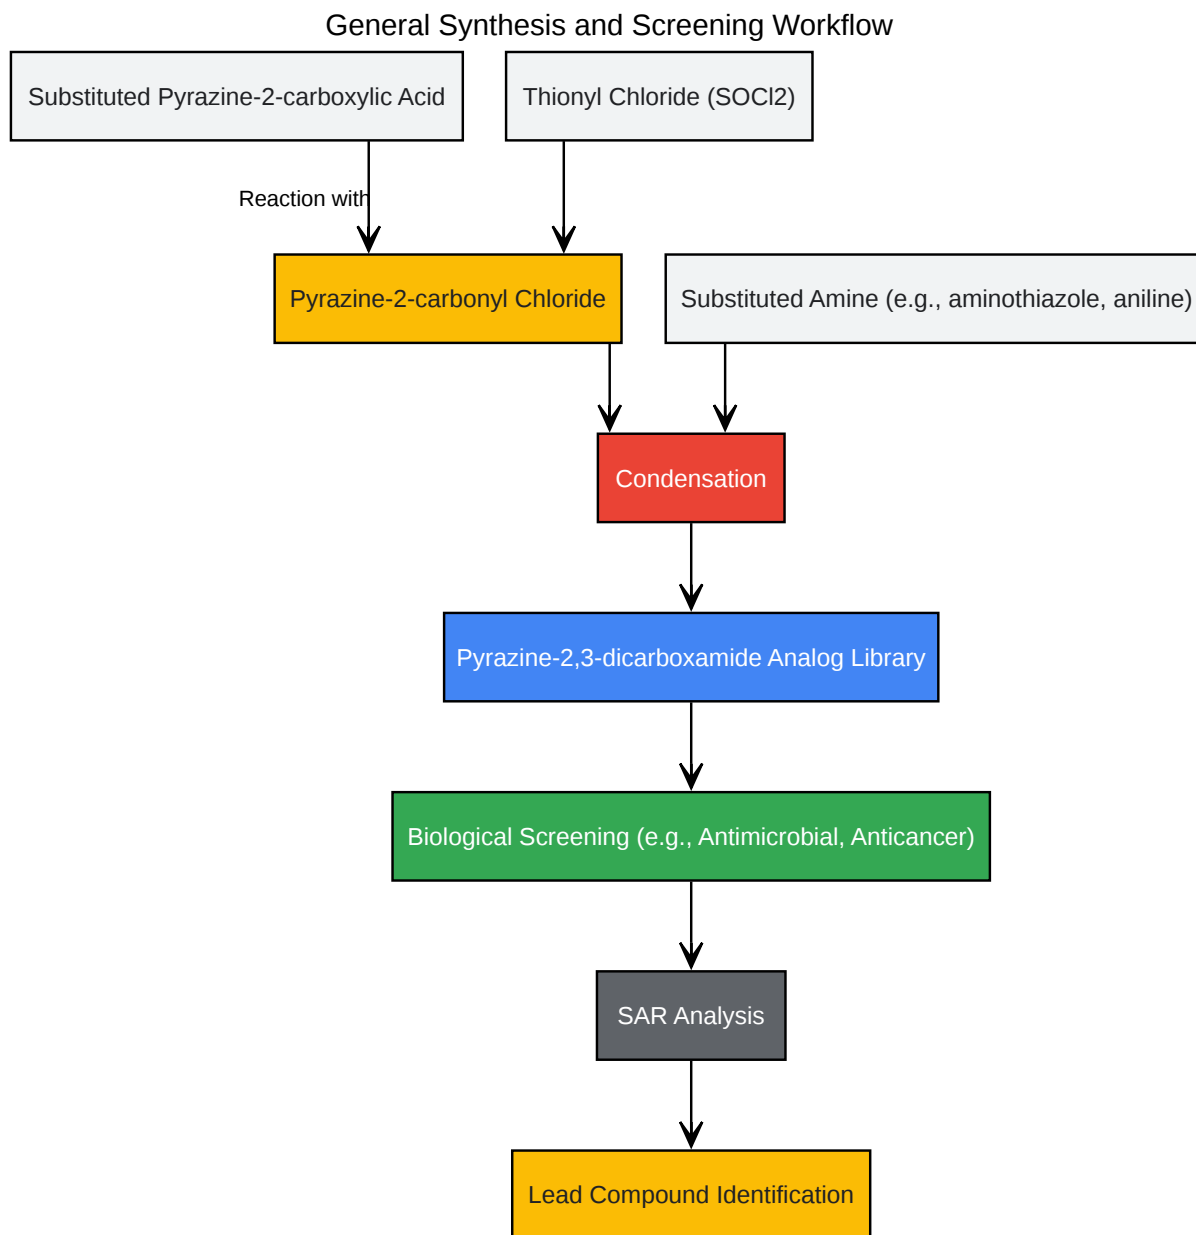 General Synthesis and Screening Workflow
Substituted Pyrazine-2-carboxylic Acid
Thionyl Chloride (SOCl2)
Reaction with
Pyrazine-2-carbonyl Chloride
Substituted Amine (e.g., aminothiazole, aniline)
Condensation
Pyrazine-2,3-dicarboxamide Analog Library
Biological Screening (e.g., Antimicrobial, Anticancer)
SAR Analysis
Lead Compound Identification